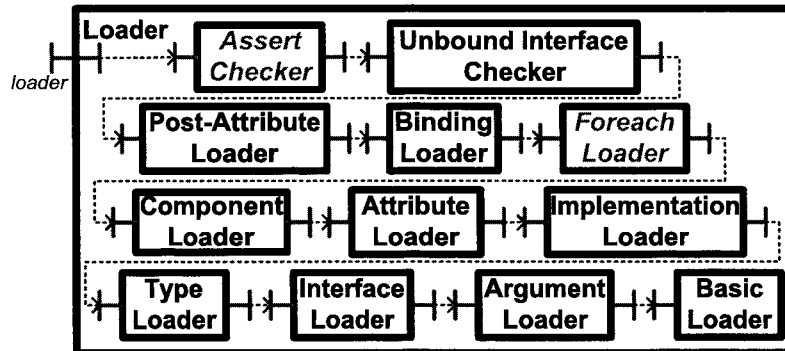 Loader
loader
Assert
Checker
Unbound Interface
Checker
Post-Attribute
Loader
Binding
Loader
Foreach
Loader
Component
Loader
Attribute
Loader
Implementation
Loader
Type
Loader
Interface
Loader
Argument
Loader
Basic
Loader